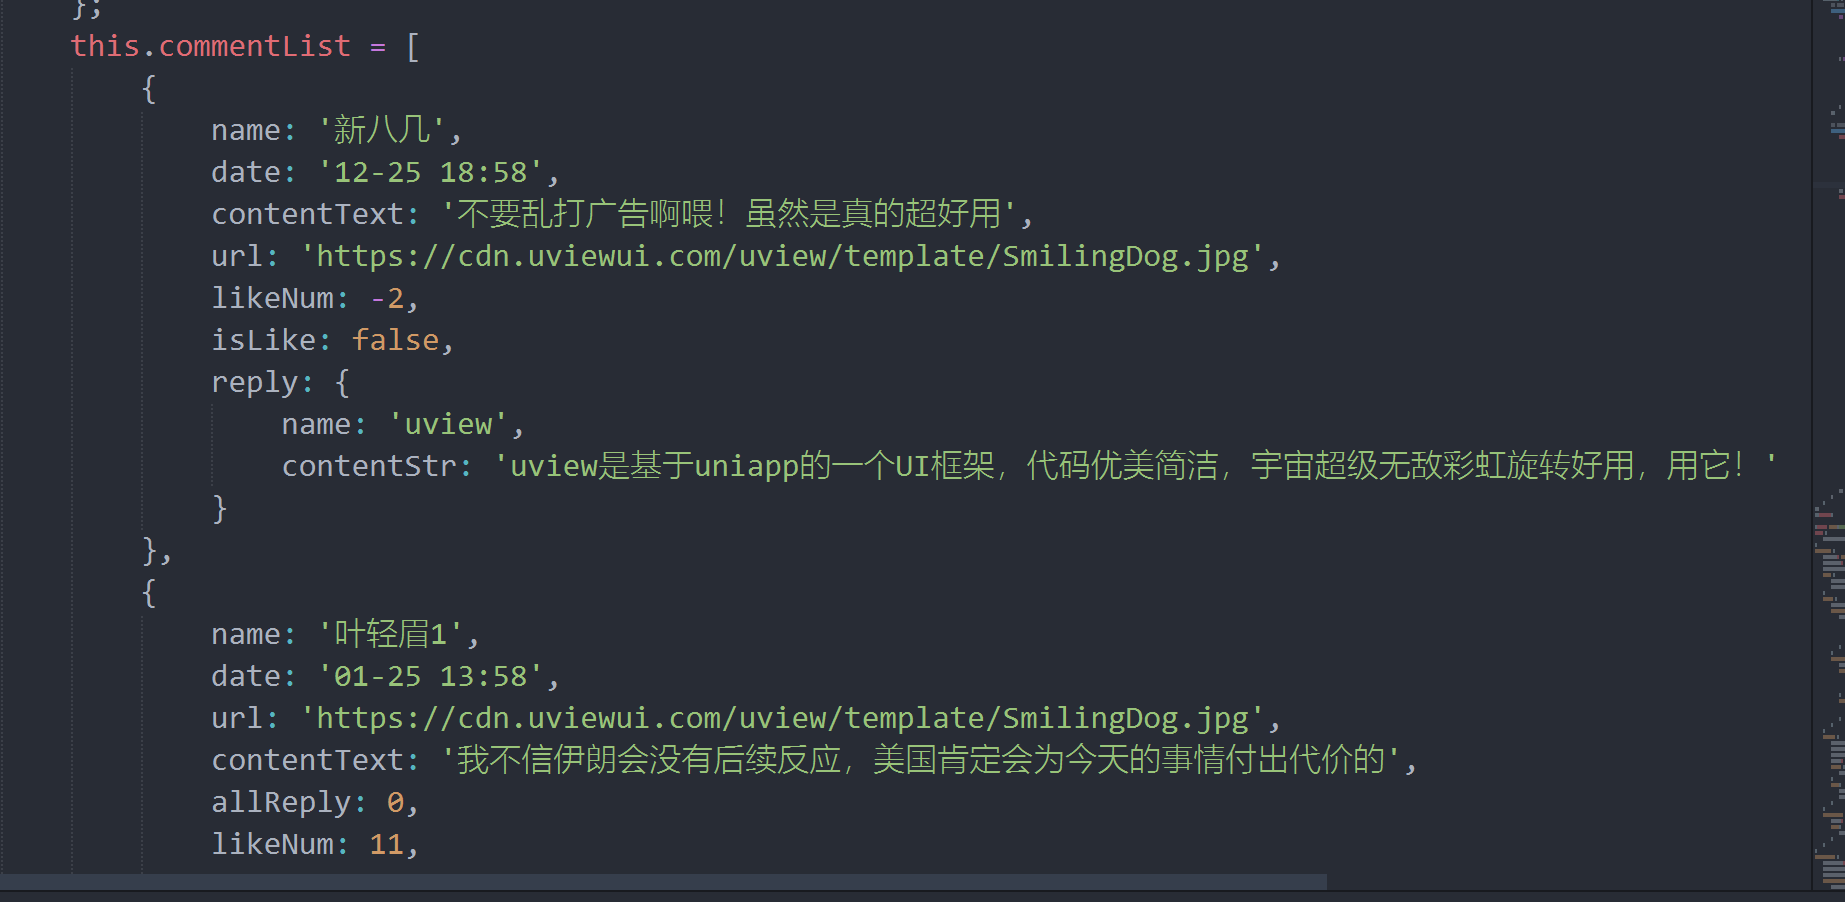 };
this.commentList = [
{
name: '新八几',
date: '12-25 18:58',
contentText: '不要乱打广告啊喂！虽然是真的超好用',
url: 'https://cdn.uviewui.com/uview/template/SmilingDog.jpg',
likeNum: -2,
isLike: false,
reply: {
name: 'uview',
contentStr: 'uview是基于uniapp的一个UI框架，代码优美简洁，宇宙超级无敌彩虹旋转好用，用它！'
}
},
{
name: '叶轻眉1',
date: '01-25 13:58',
url: 'https://cdn.uviewui.com/uview/template/SmilingDog.jpg',
contentText: '我不信伊朗会没有后续反应，美国肯定会为今天的事情付出代价的',
allReply: 0,
likeNum: 11,